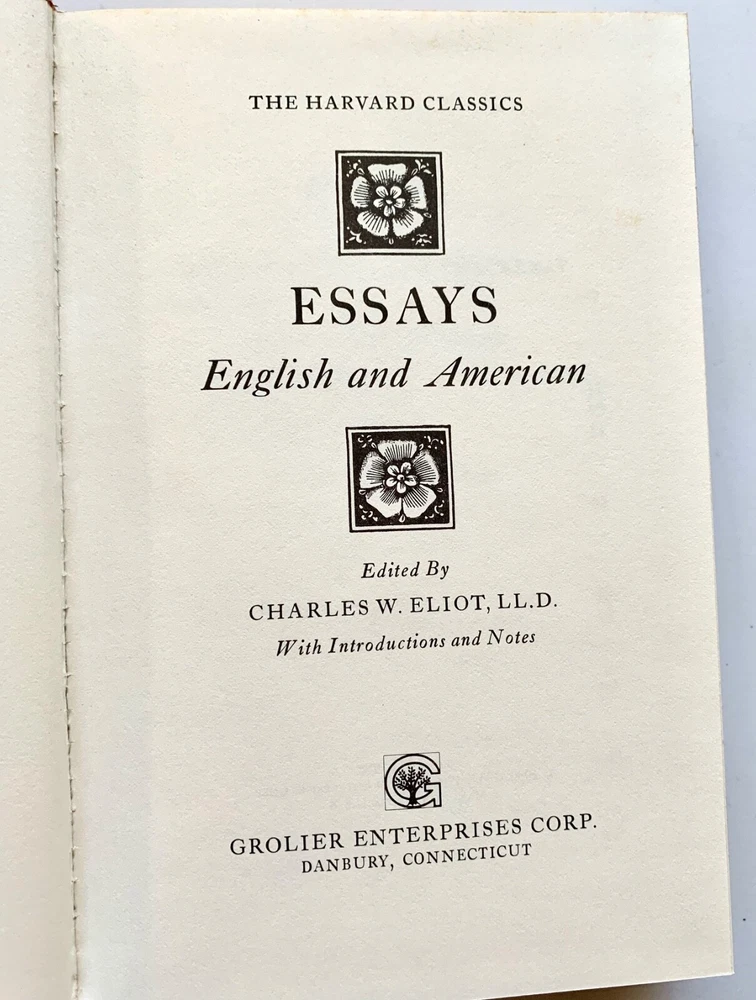 THE HARVARD CLASSICS
ESSAYS
English and American
Edited By
CHARLES W. ELIOT, LL.D.
With Introductions and Notes
G
GROLIER ENTERPRISES CORP.
DANBURY, CONNECTICUT